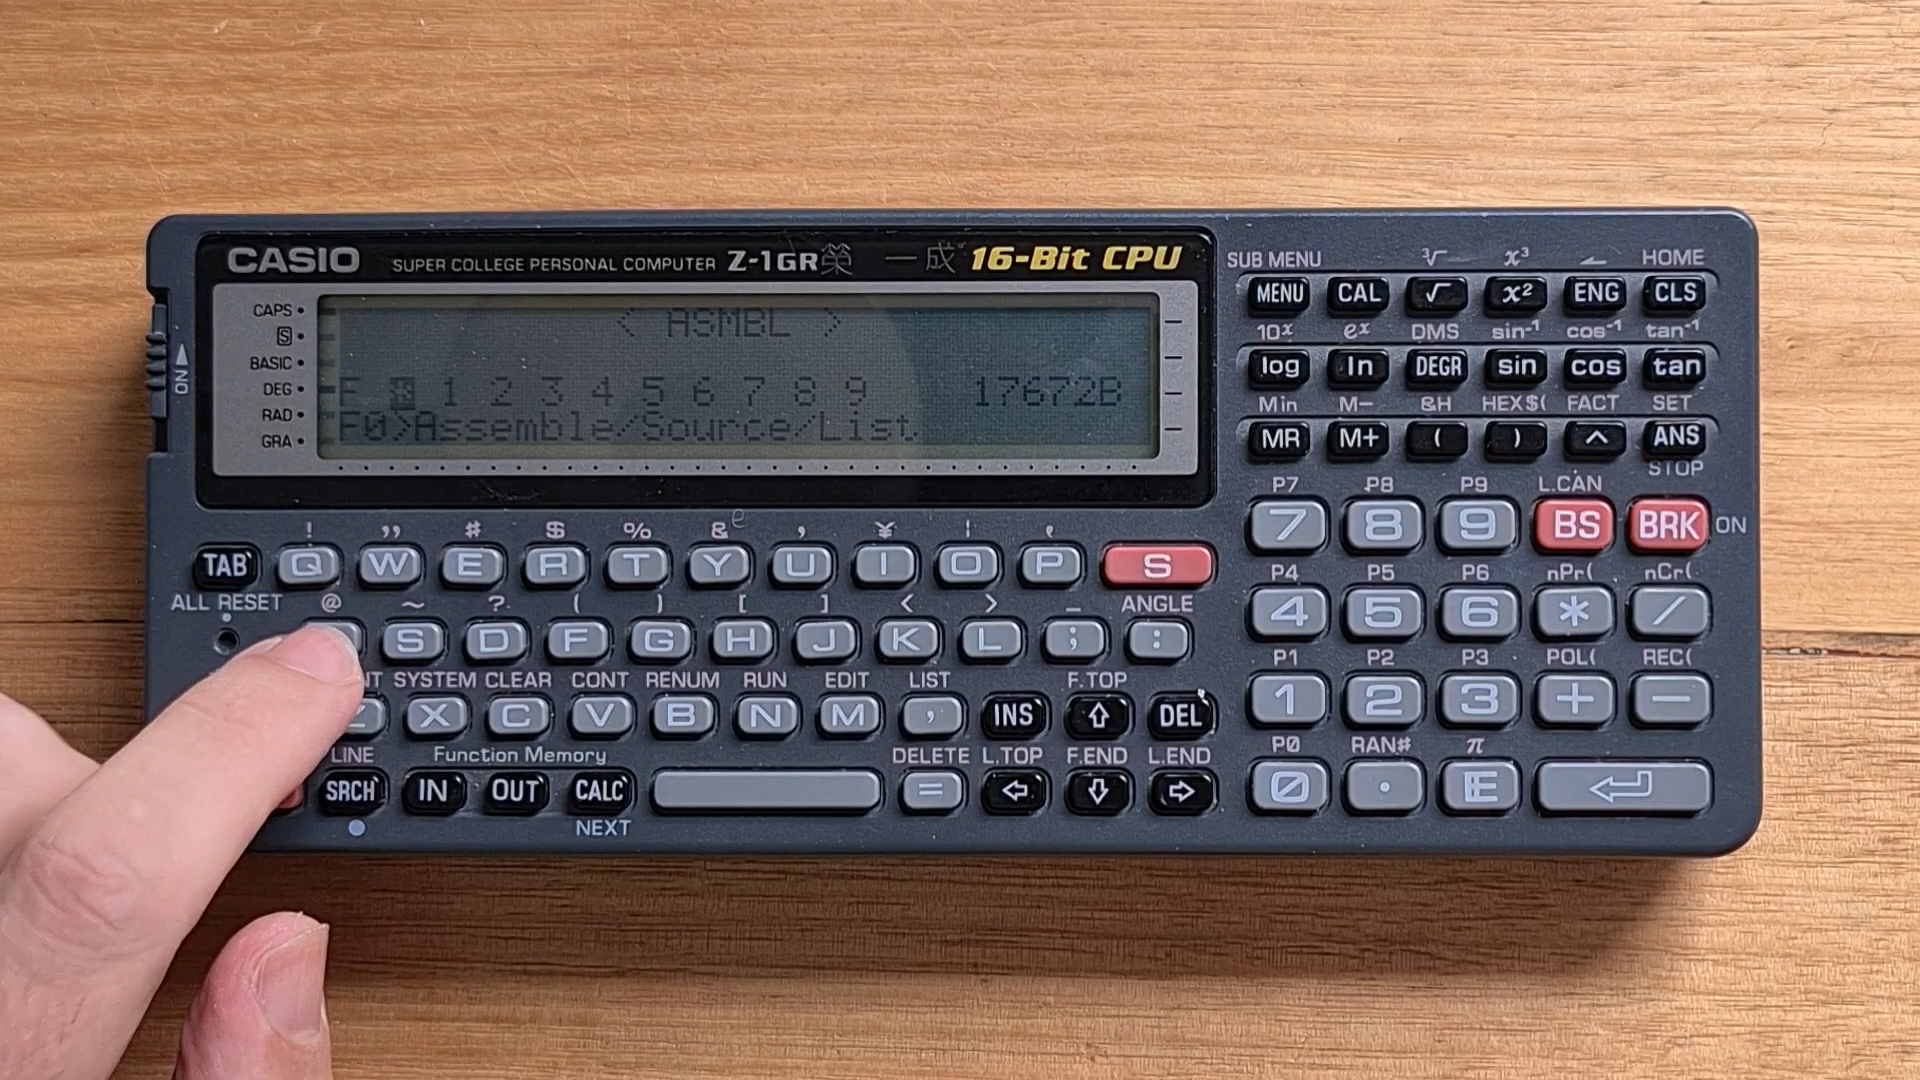 CASIO SUPER COLLEGE PERSONAL COMPUTER Z-1GR 榮 一 成 16-Bit CPU
CAPS
S
BASIC
DEG
RAD
GRA
ON
< ASMBL >
F 1 2 3 4 5 6 7 8 9 17672B
F0>Assemble/Source/List
SUB MENU ³√ x³ HOME
MENU CAL √ x² ENG CLS
10x ex DMS sin-1 cos-1 tan-1
log ln DEGR sin cos tan
Min M- &H HEX$( FACT SET
MR M+ ( ) ^ ANS
STOP
P7 P8 P9 L.CAN
7 8 9 BS BRK ON
P4 P5 P6 nPr( nCr(
4 5 6 * /
P1 P2 P3 POL( REC(
1 2 3 + -
P0 RAN# π
0 . E
! " # $ % & ' ¥ ¦
TAB Q W E R T Y U I O P S
ALL RESET @ ~ ? ( ) [ ] < > _ ANGLE
S D F G H J K L ; :
SYSTEM CLEAR CONT RENUM RUN EDIT LIST F.TOP
X C V B N M , INS DEL
LINE Function Memory DELETE L.TOP F.END L.END
SRCH IN OUT CALC =
NEXT